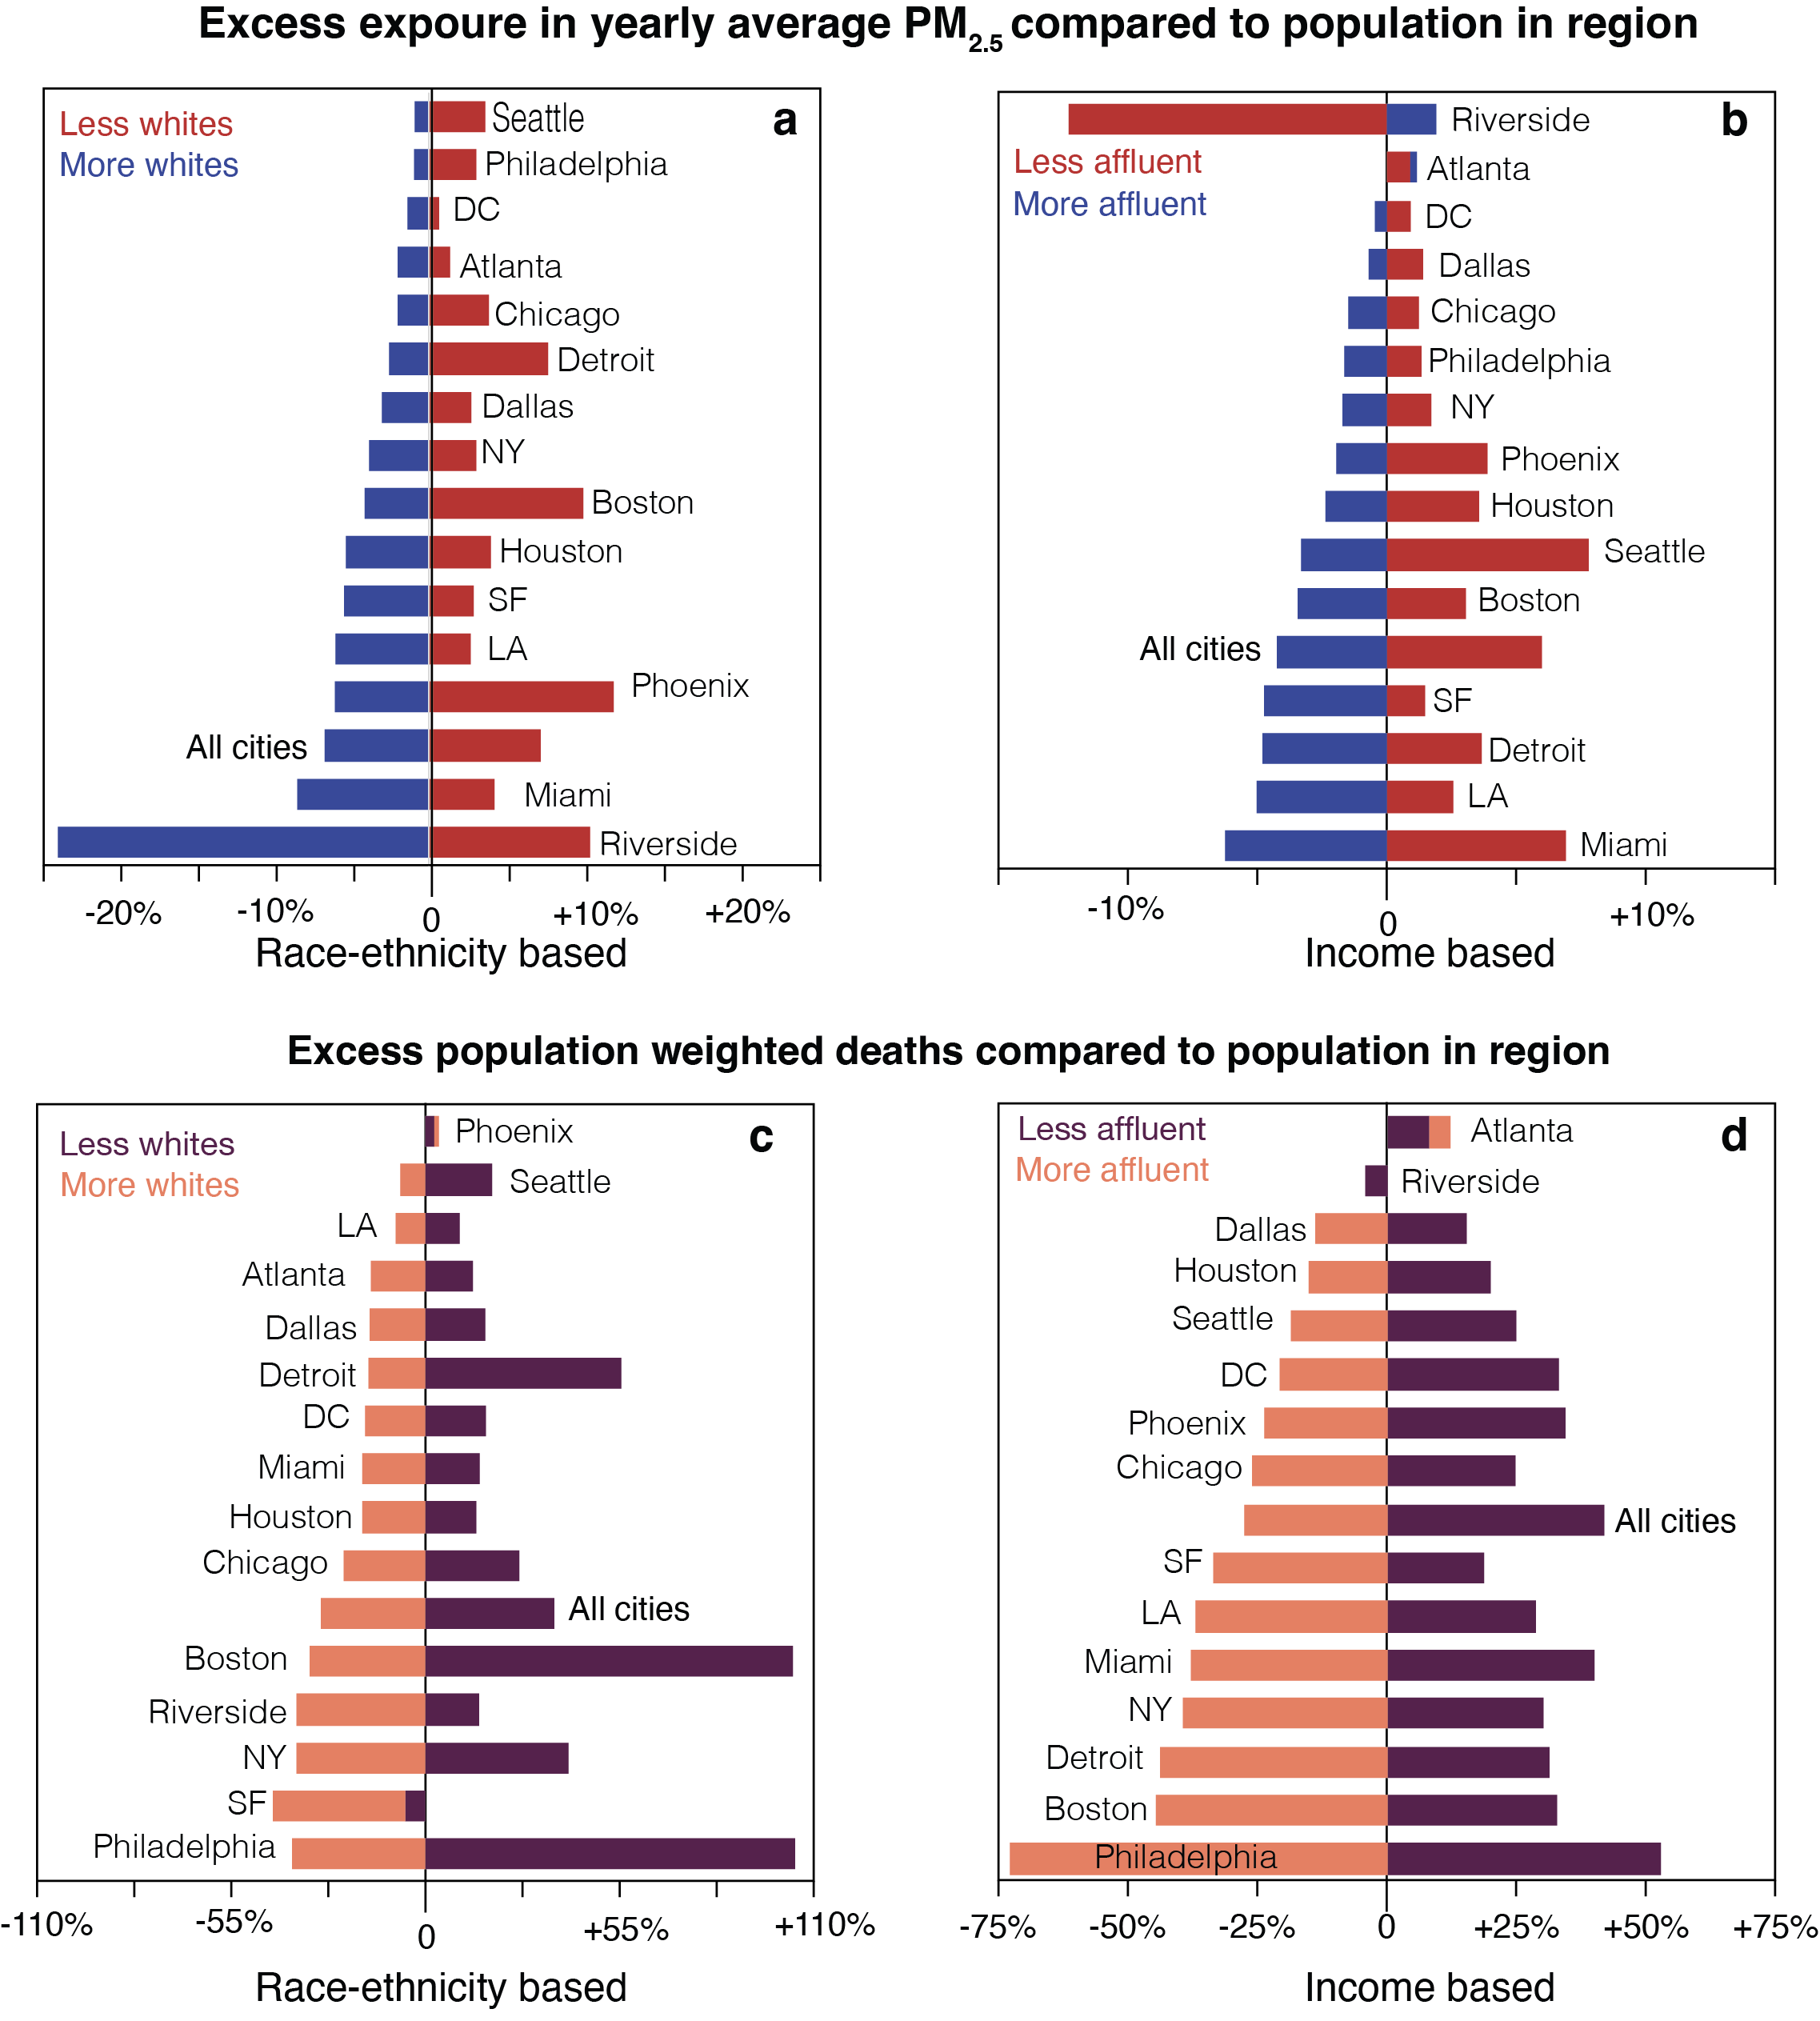 Excess expoure in yearly average PM2.5 compared to population in region
a
Less whites
More whites
Seattle
Philadelphia
DC
Atlanta
Chicago
Detroit
Dallas
NY
Boston
Houston
SF
LA
Phoenix
All cities
Miami
Riverside
-20% -10% 0 +10% +20%
Race-ethnicity based
b
Riverside
Less affluent
More affluent
Atlanta
DC
Dallas
Chicago
Philadelphia
NY
Phoenix
Houston
Seattle
Boston
All cities
SF
Detroit
LA
Miami
-10% 0 +10%
Income based
Excess population weighted deaths compared to population in region
c
Less whites
More whites
Phoenix
Seattle
LA
Atlanta
Dallas
Detroit
DC
Miami
Houston
Chicago
All cities
Boston
Riverside
NY
SF
Philadelphia
-110% -55% 0 +55% +110%
Race-ethnicity based
d
Less affluent
More affluent
Atlanta
Riverside
Dallas
Houston
Seattle
DC
Phoenix
Chicago
All cities
SF
LA
Miami
NY
Detroit
Boston
Philadelphia
-75% -50% -25% 0 +25% +50% +75%
Income based